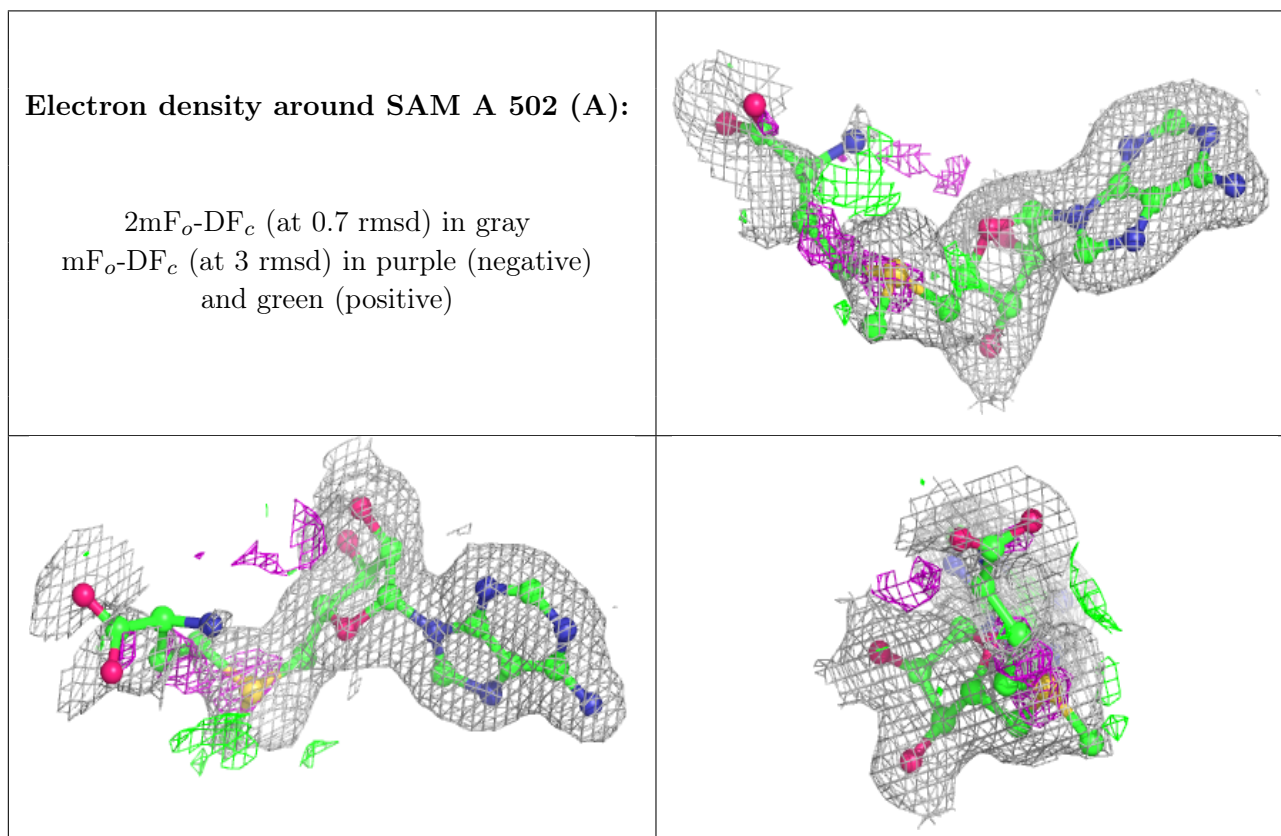 Electron density around SAM A 502 (A):
2mFo-DFc (at 0.7 rmsd) in gray
mFo-DFc (at 3 rmsd) in purple (negative)
and green (positive)